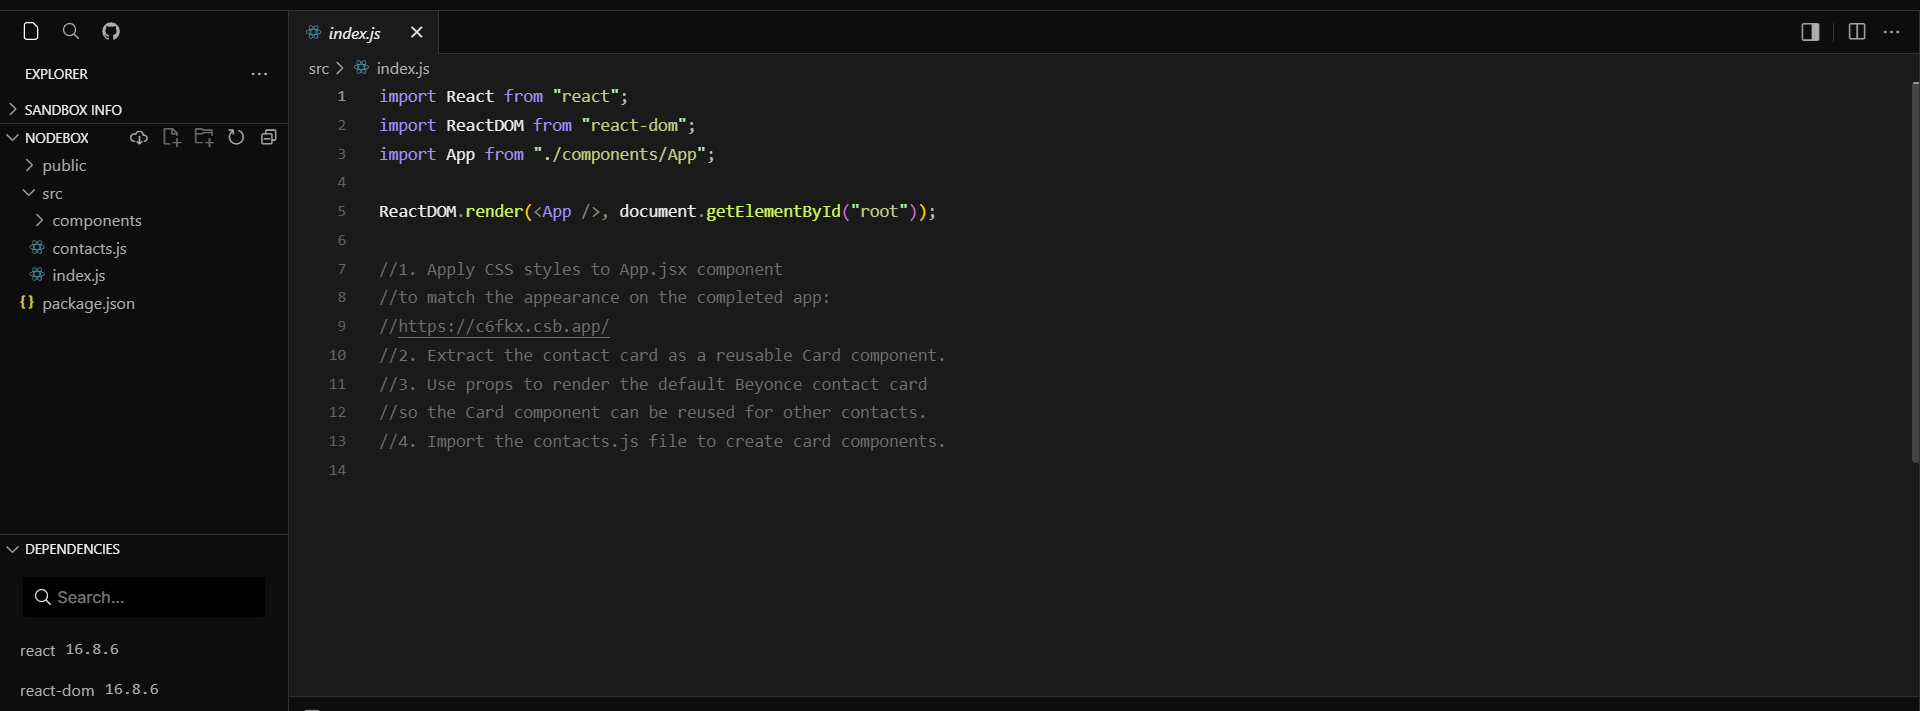 index.js
EXPLORER
src
index.js
SANDBOX INFO
NODEBOX
public
src
components
contacts.js
index.js
package.json
1 import React from "react";
2 import ReactDOM from "react-dom";
3 import App from "./components/App";
4
5 ReactDOM.render(<App />, document.getElementById("root"));
6
7 //1. Apply CSS styles to App.jsx component
8 //to match the appearance on the completed app:
9 //https://c6fkx.csb.app/
10 //2. Extract the contact card as a reusable Card component.
11 //3. Use props to render the default Beyonce contact card
12 //so the Card component can be reused for other contacts.
13 //4. Import the contacts.js file to create card components.
14
DEPENDENCIES
Search...
react 16.8.6
react-dom 16.8.6